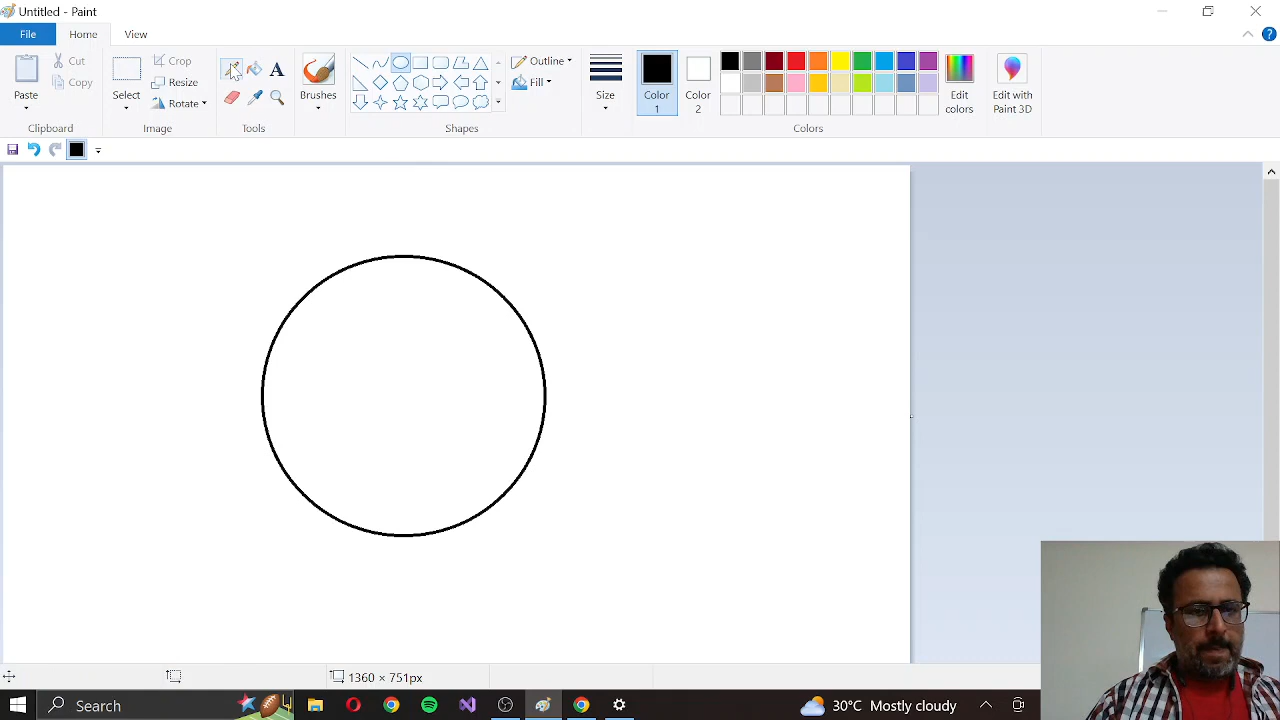 Untitled - Paint
File
Home
View
Paste
Cut
Copy
Clipboard
Select
Crop
Resize
Rotate
Image
A
Tools
Brushes
Shapes
Outline
Fill
Size
Color
1
Color
2
Colors
Edit
colors
Edit with
Paint 3D
1360 × 751px
Search
30°C Mostly cloudy